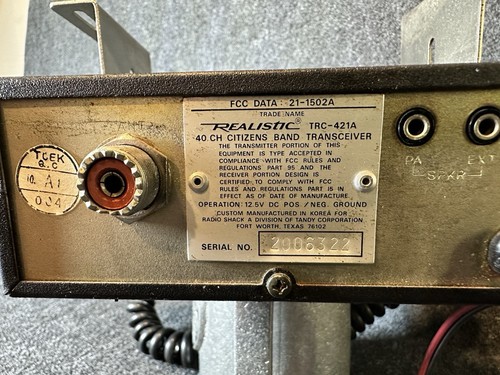 FCC DATA: 21-1502A
TRADE NAME
REALISTIC® TRC-421A
40 CH CITIZENS BAND TRANSCEIVER
THE TRANSMITTER PORTION OF THIS
EQUIPMENT IS TYPE ACCEPTED IN
COMPLIANCE WITH FCC RULES AND
REGULATIONS PART 95 AND THE
RECEIVER PORTION DESIGN IS
CERTIFIED TO COMPLY WITH FCC
RULES AND REGULATIONS PART IS IN
EFFECT AS OF DATE OF MANUFACTURE
OPERATION: 12.5V DC POS / NEG. GROUND
CUSTOM MANUFACTURED IN KOREA FOR
RADIO SHACK A DIVISION OF TANDY CORPORATION
FORT WORTH, TEXAS 76102
SERIAL NO. 2006322
TCEK
Q C
A1
004
PA
SPKR